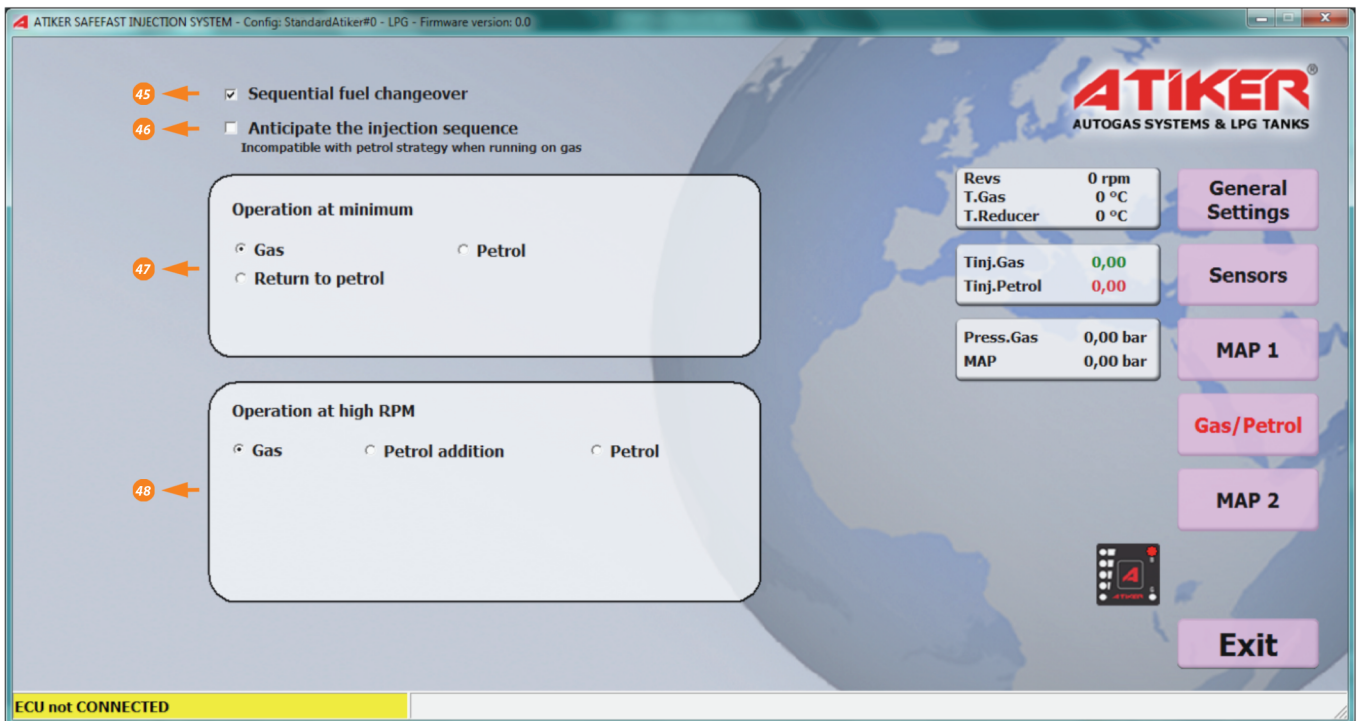 ATIKER SAFEFAST INJECTION SYSTEM - Config: StandardAtiker#0 - LPG - Firmware version: 0.0
45
Sequential fuel changeover
46
Anticipate the injection sequence
Incompatible with petrol strategy when running on gas
47
Operation at minimum
Gas
Petrol
Return to petrol
48
Operation at high RPM
Gas
Petrol addition
Petrol
ATİKER®
AUTOGAS SYSTEMS & LPG TANKS
Revs 0 rpm
T.Gas 0 °C
T.Reducer 0 °C
Tinj.Gas 0,00
Tinj.Petrol 0,00
Press.Gas 0,00 bar
MAP 0,00 bar
General
Settings
Sensors
MAP 1
Gas/Petrol
MAP 2
ATİKER
Exit
ECU not CONNECTED